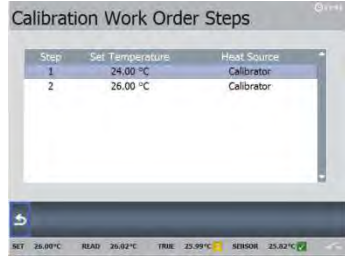 Calibration Work Order Steps
Step Set Temperature Heat Source
1 24.00 °C Calibrator
2 26.00 °C Calibrator
SET 26.00°C READ 26.02°C TRUE 25.99°C SENSOR 25.82°C